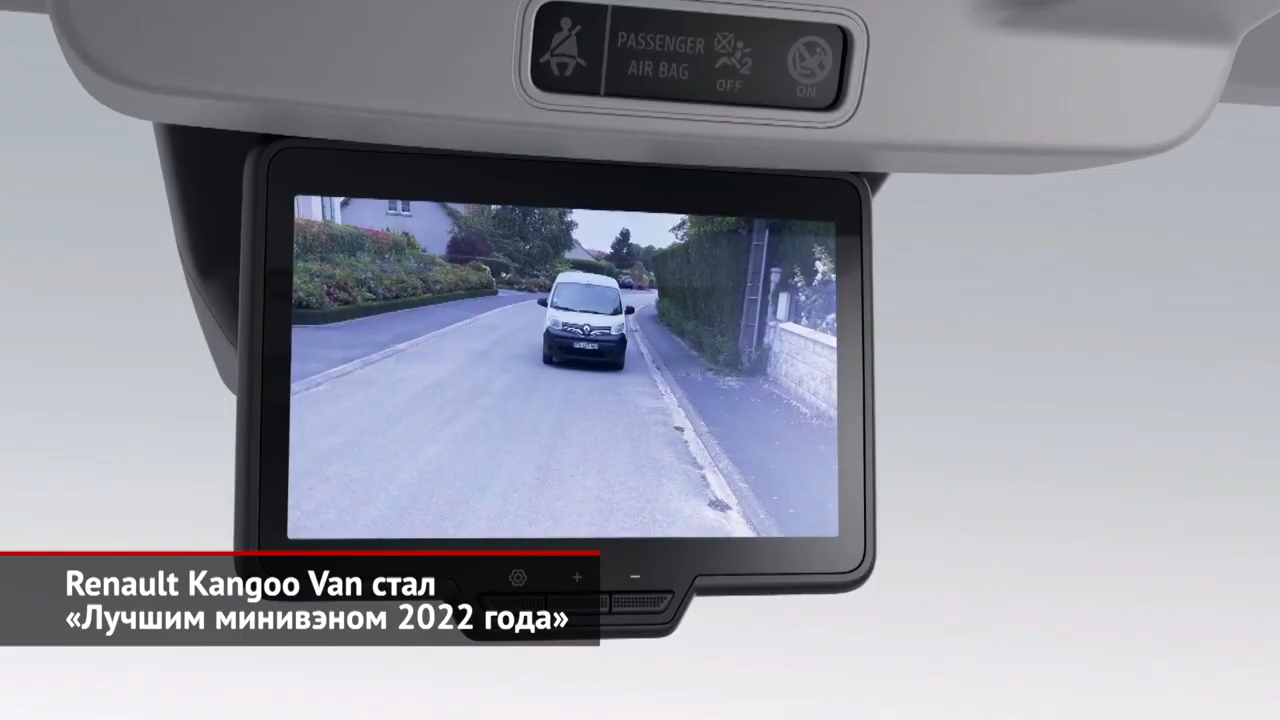 PASSENGER
AIR BAG
OFF
ON
Renault Kangoo Van стал
«Лучшим минивэном 2022 года»